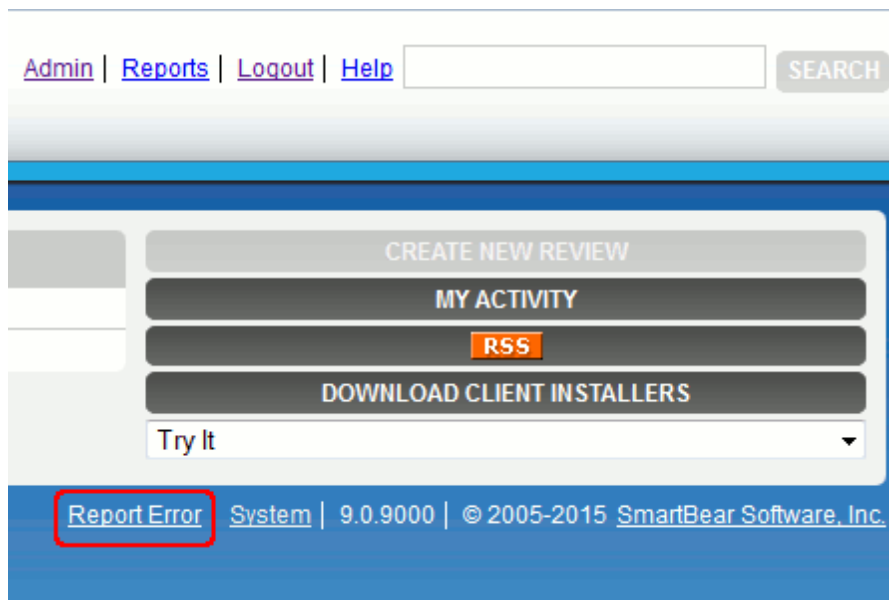 Admin | Reports | Logout | Help SEARCH
CREATE NEW REVIEW
MY ACTIVITY
RSS
DOWNLOAD CLIENT INSTALLERS
Try It
Report Error System | 9.0.9000 | © 2005-2015 SmartBear Software, Inc.